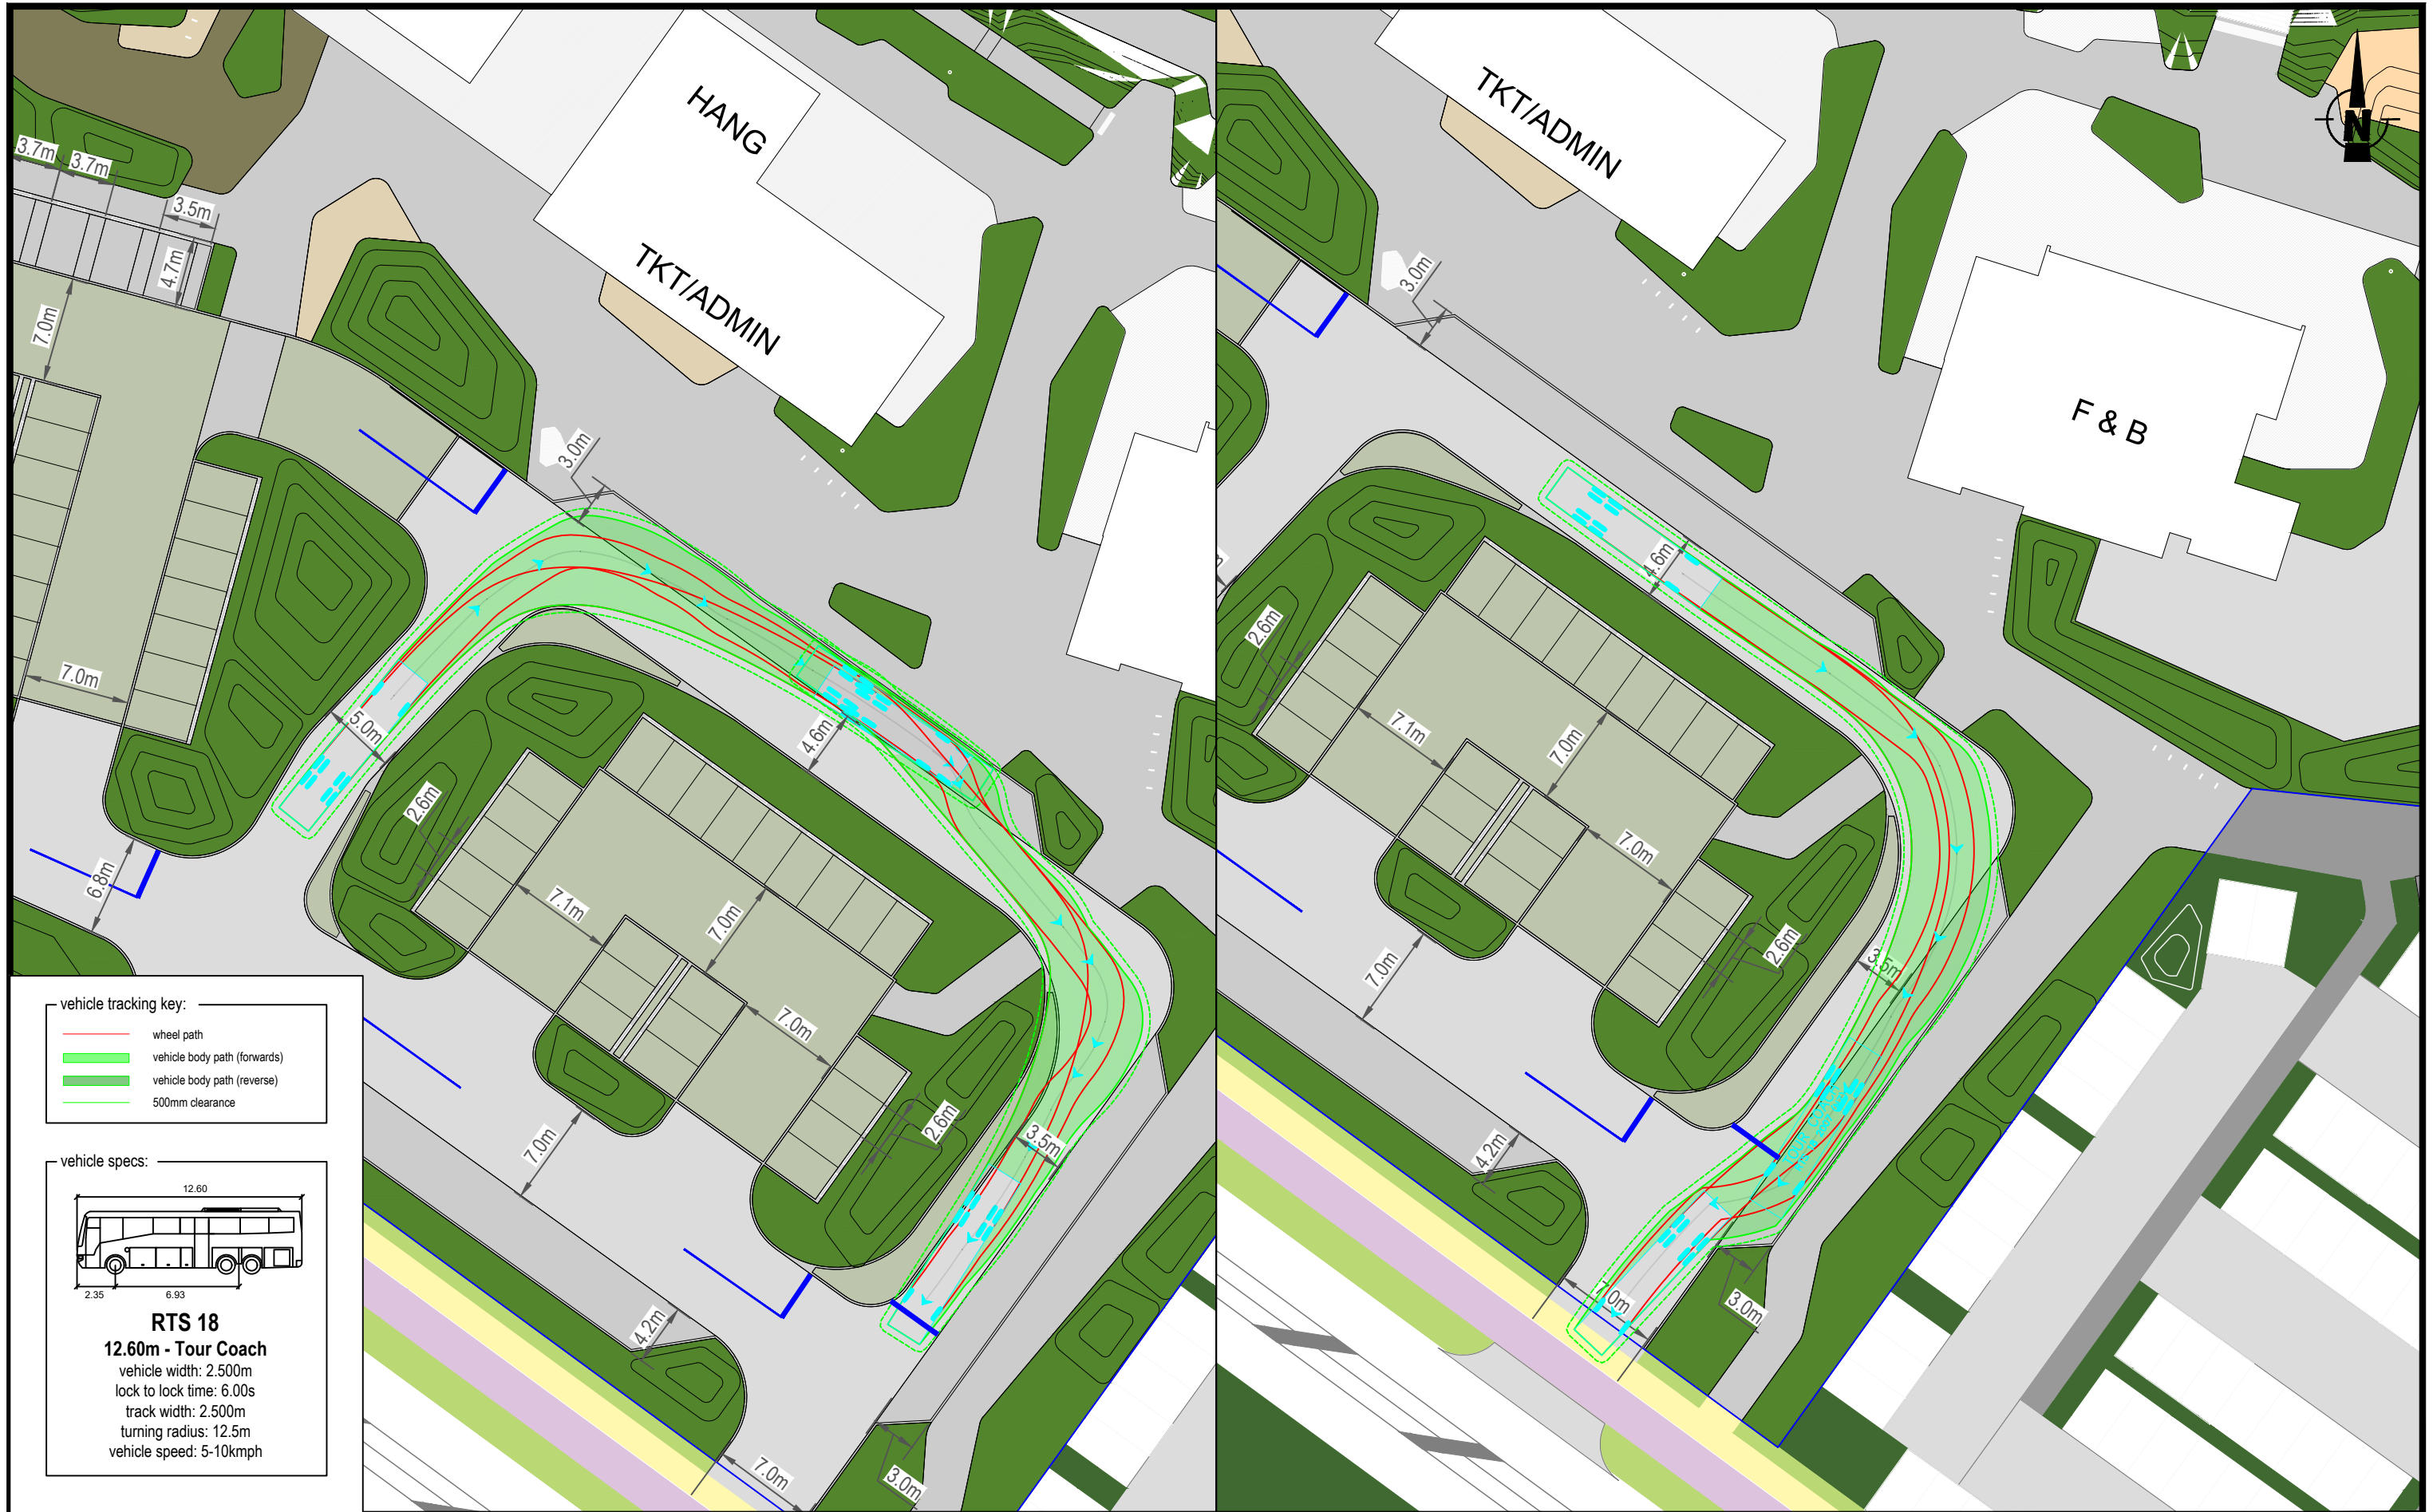 HANG
TKT/ADMIN
3.7m
3.7m
3.5m
4.7m
7.0m
3.0m
7.0m
5.0m
4.6m
2.6m
6.8m
7.1m
7.0m
7.0m
2.6m
3.5m
7.0m
4.2m
7.0m
3.0m
vehicle tracking key:
wheel path
vehicle body path (forwards)
vehicle body path (reverse)
500mm clearance
vehicle specs:
12.60
2.35
6.93
RTS 18
12.60m - Tour Coach
vehicle width: 2.500m
lock to lock time: 6.00s
track width: 2.500m
turning radius: 12.5m
vehicle speed: 5-10kmph
TKT/ADMIN
N
3.0m
F & B
4.6m
2.6m
7.1m
7.0m
7.0m
2.6m
3.5m
7.0m
4.2m
7.0m
3.0m